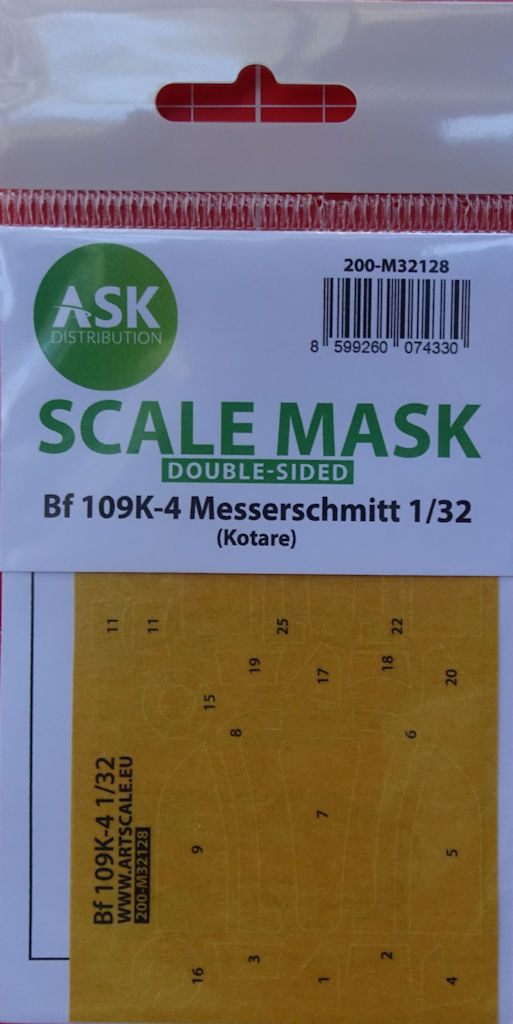 200-M32128
8 599260 074330
ASK
DISTRIBUTION
SCALE MASK
DOUBLE-SIDED
Bf 109K-4 Messerschmitt 1/32
(Kotare)
11 11 25 22
19 17 18 20
15
8 6
7
9 5
Bf 109K-4 1/32
WWW.ARTSCALE.EU
200-M32128
16 3 1 2 4